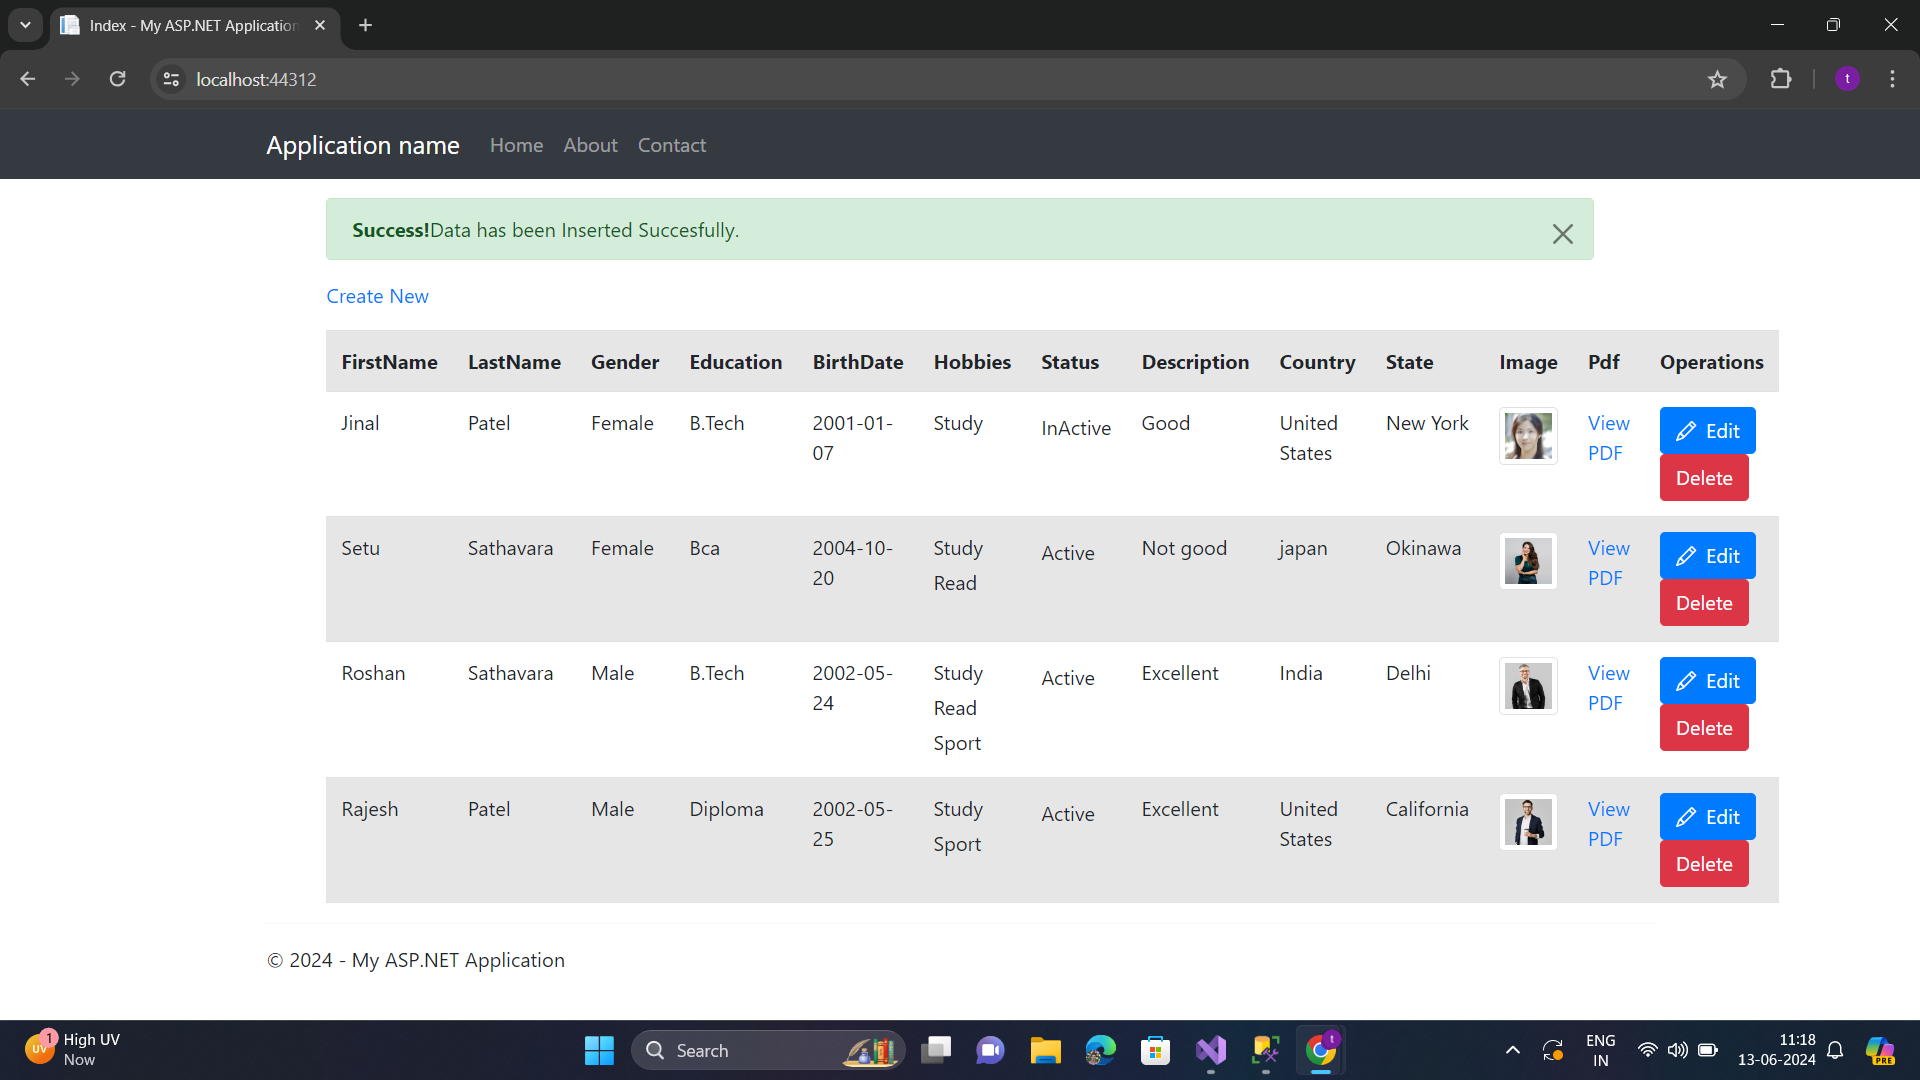 Index - My ASP.NET Application
localhost:44312
t
Application name Home About Contact
Success!Data has been Inserted Succesfully.
Create New
FirstName LastName Gender Education BirthDate Hobbies Status Description Country State Image Pdf Operations
Jinal Patel Female B.Tech 2001-01- Study InActive Good United New York View Edit
07 States PDF Delete
Setu Sathavara Female Bca 2004-10- Study Active Not good japan Okinawa View Edit
20 Read PDF Delete
Roshan Sathavara Male B.Tech 2002-05- Study Active Excellent India Delhi View Edit
24 Read PDF Delete
Sport
Rajesh Patel Male Diploma 2002-05- Study Active Excellent United California View Edit
25 Sport States PDF Delete
© 2024 - My ASP.NET Application
UV 1 High UV
Now
Search
t
ENG
IN
11:18
13-06-2024
PRE